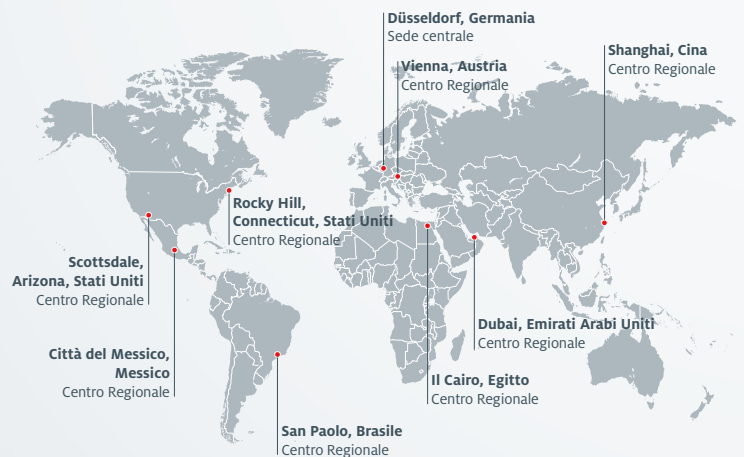 Düsseldorf, Germania
Sede centrale
Vienna, Austria
Centro Regionale
Shanghai, Cina
Centro Regionale
Rocky Hill,
Connecticut, Stati Uniti
Centro Regionale
Scottsdale,
Arizona, Stati Uniti
Centro Regionale
Dubai, Emirati Arabi Uniti
Centro Regionale
Città del Messico,
Messico
Centro Regionale
Il Cairo, Egitto
Centro Regionale
San Paolo, Brasile
Centro Regionale